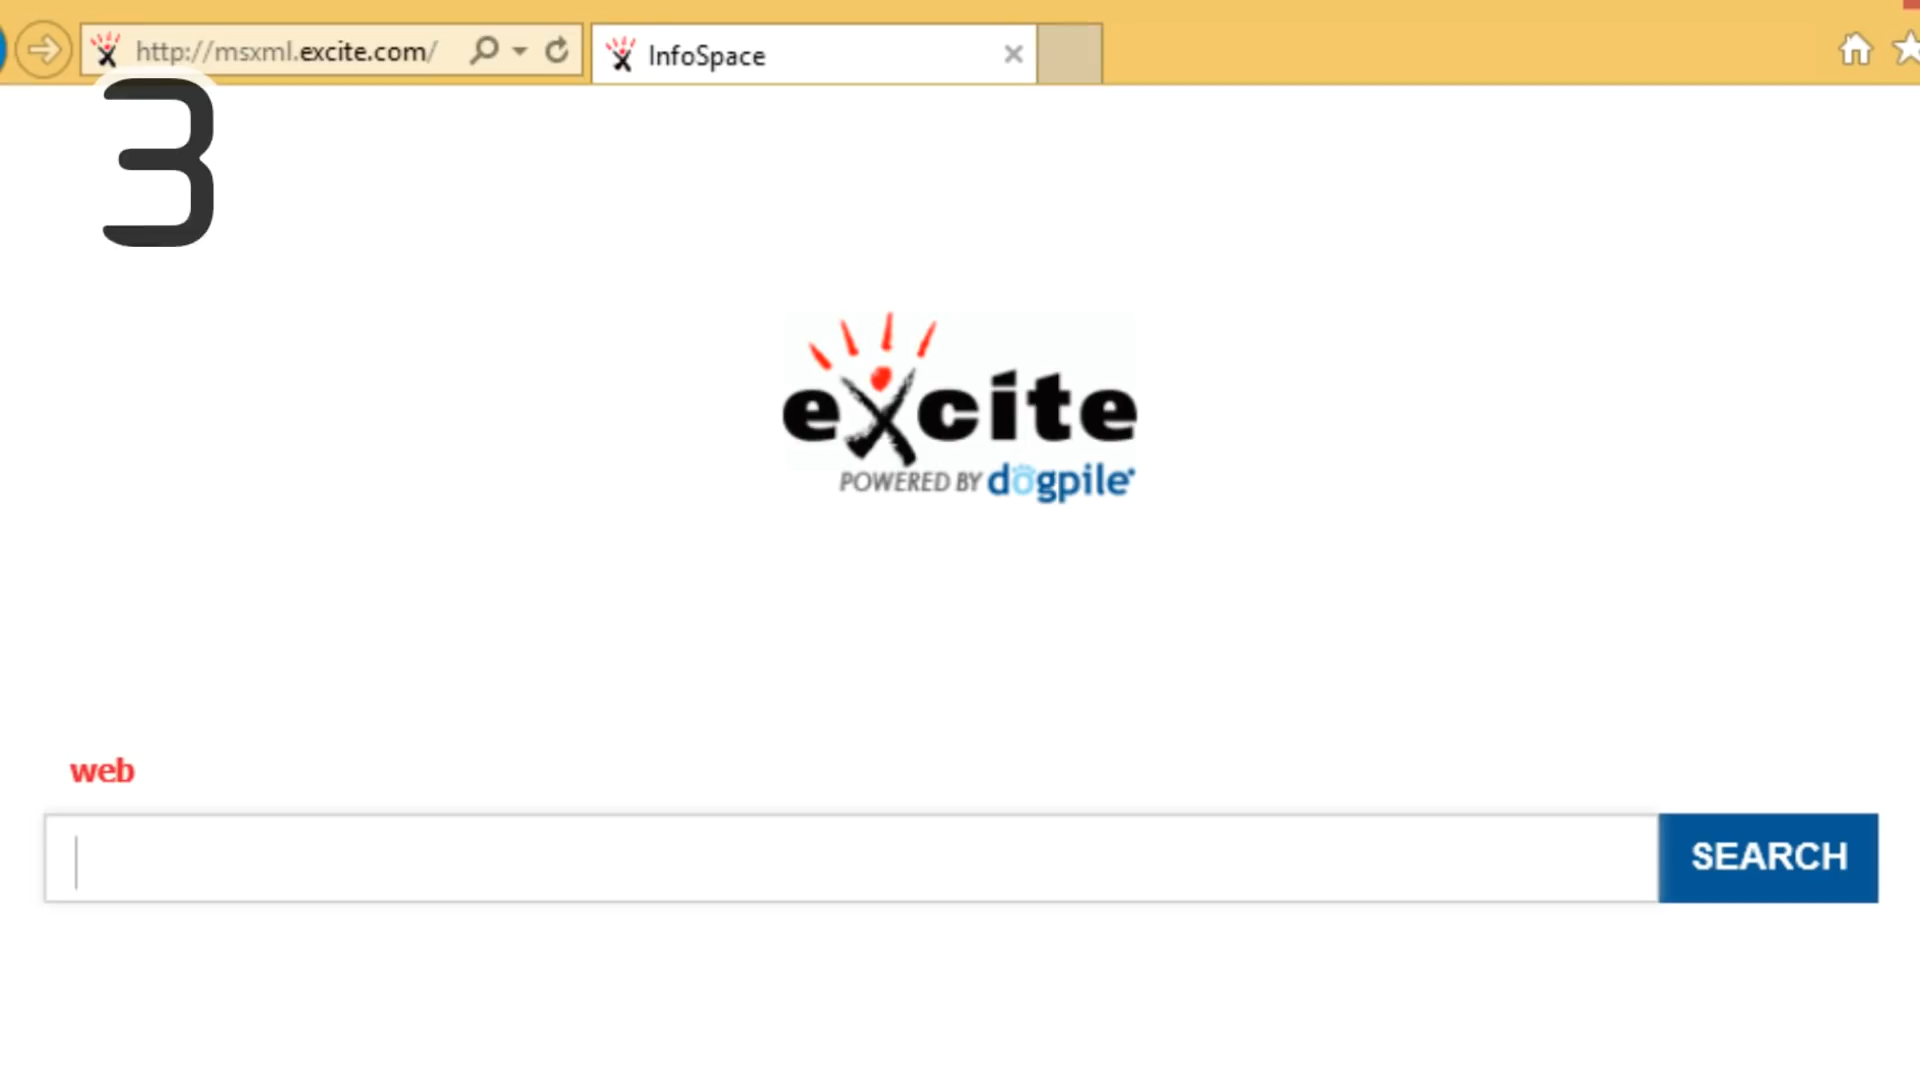 http://msxml.excite.com/
InfoSpace
3
excite
POWERED BY dogpile
web
SEARCH